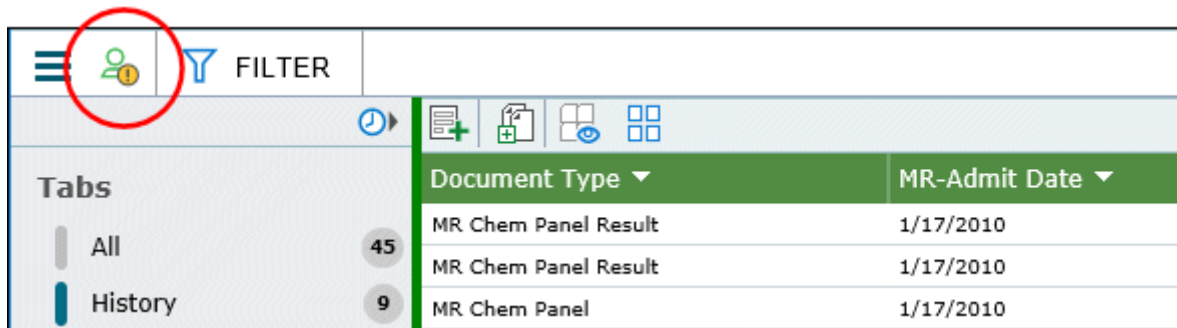 FILTER
Tabs
All 45
History 9
Document Type MR-Admit Date
MR Chem Panel Result 1/17/2010
MR Chem Panel Result 1/17/2010
MR Chem Panel 1/17/2010